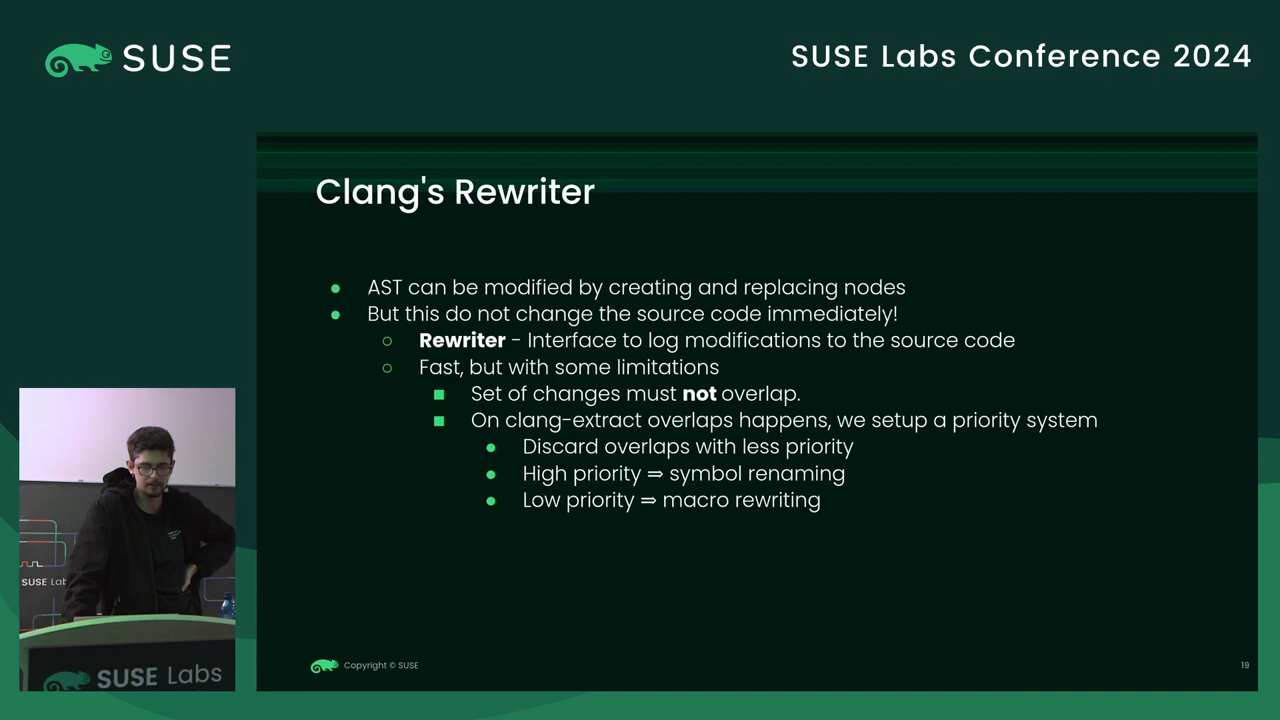 SUSE
SUSE Labs Conference 2024
Clang's Rewriter
● AST can be modified by creating and replacing nodes
● But this do not change the source code immediately!
○ Rewriter - Interface to log modifications to the source code
○ Fast, but with some limitations
■ Set of changes must not overlap.
■ On clang-extract overlaps happens, we setup a priority system
● Discard overlaps with less priority
● High priority ⇒ symbol renaming
● Low priority ⇒ macro rewriting
SUSE Lab
SUSE Labs
Copyright © SUSE
19